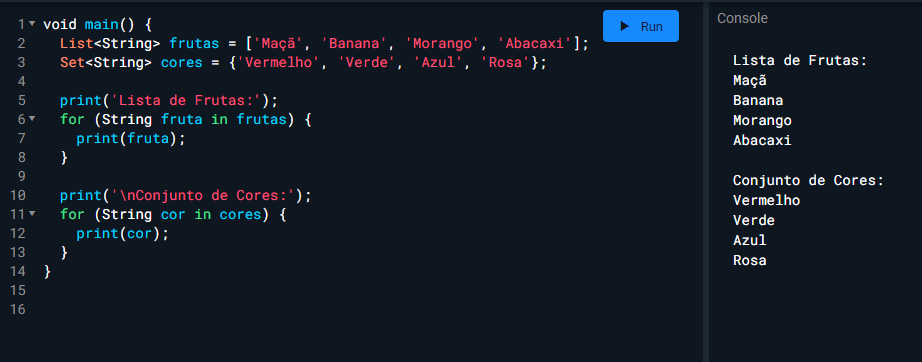 1 void main() {
2   List<String> frutas = ['Maçã', 'Banana', 'Morango', 'Abacaxi'];
3   Set<String> cores = {'Vermelho', 'Verde', 'Azul', 'Rosa'};
4
5   print('Lista de Frutas:');
6   for (String fruta in frutas) {
7     print(fruta);
8   }
9
10   print('\nConjunto de Cores:');
11   for (String cor in cores) {
12     print(cor);
13   }
14 }
15
16
Run
Console
Lista de Frutas:
Maçã
Banana
Morango
Abacaxi

Conjunto de Cores:
Vermelho
Verde
Azul
Rosa